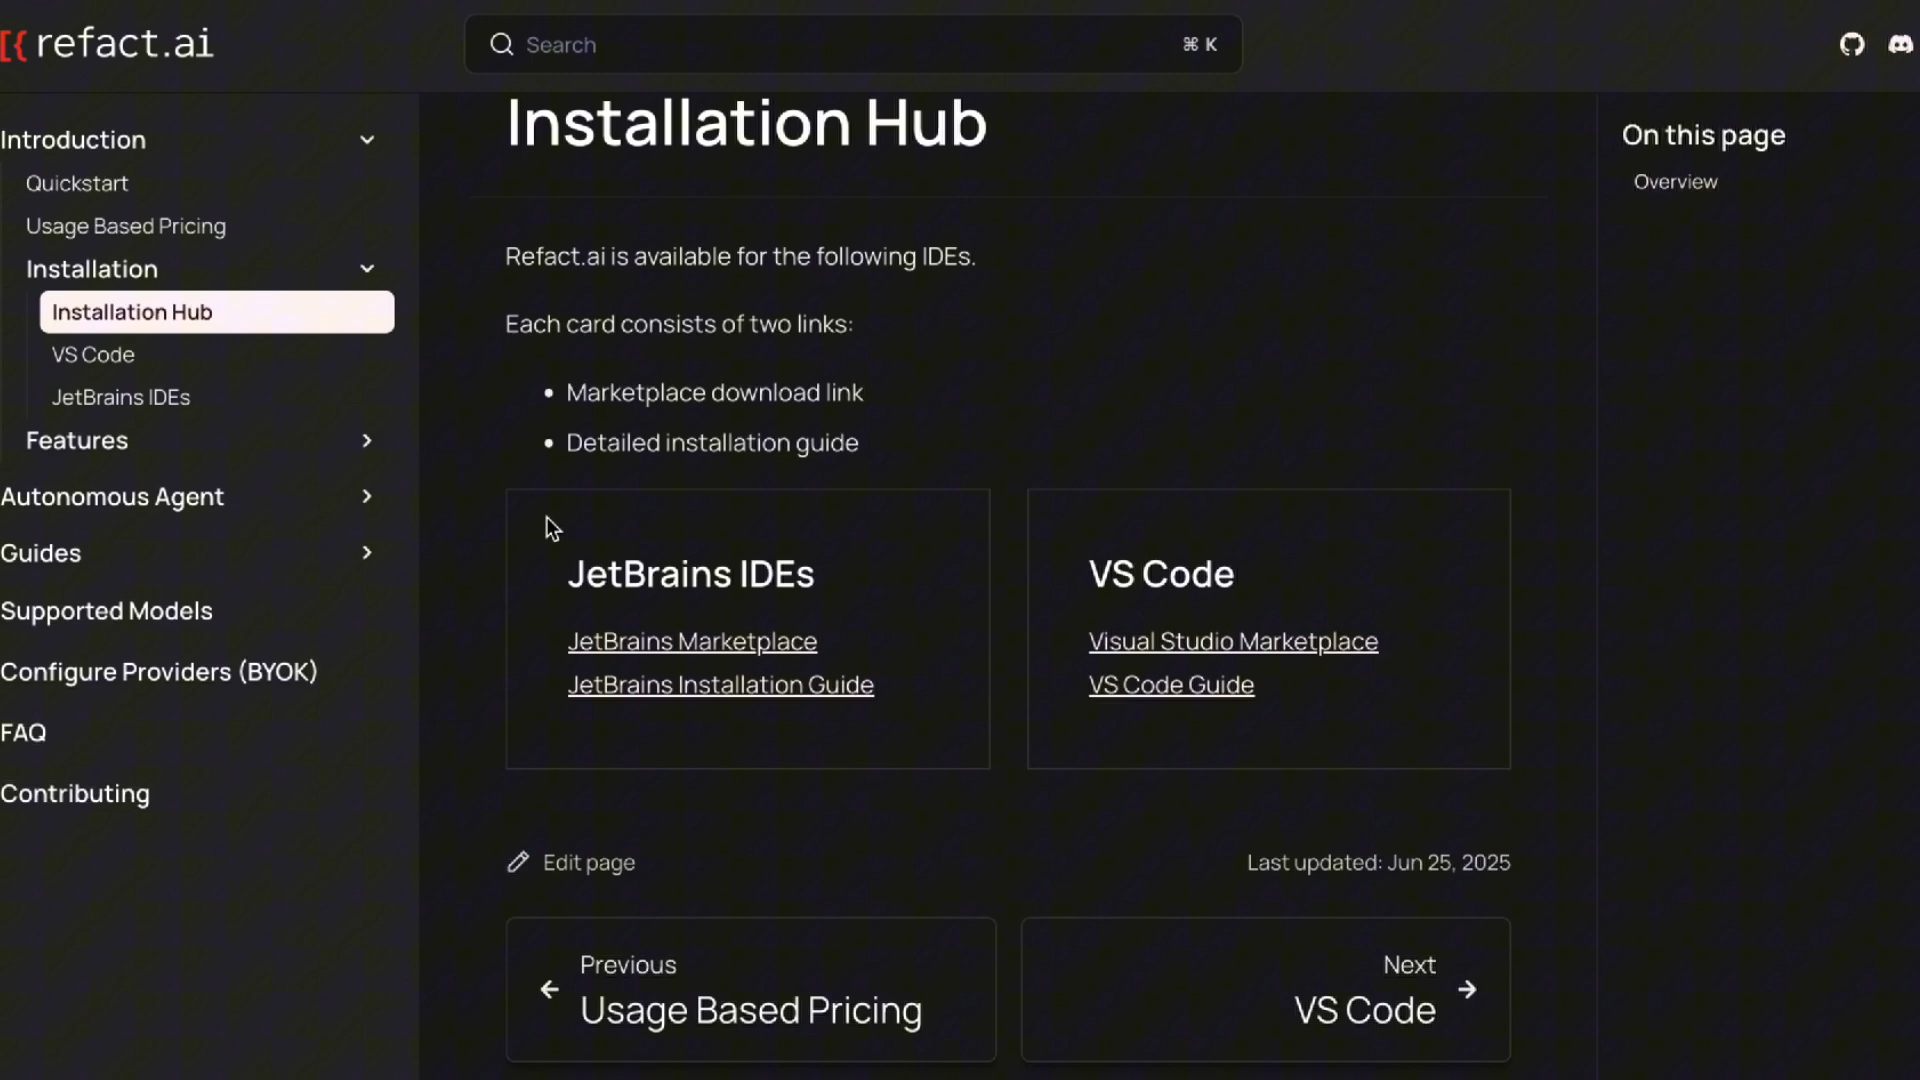 [{ refact.ai
Search
⌘ K
Introduction
Quickstart
Usage Based Pricing
Installation
Installation Hub
VS Code
JetBrains IDEs
Features
Autonomous Agent
Guides
Supported Models
Configure Providers (BYOK)
FAQ
Contributing
Installation Hub
Refact.ai is available for the following IDEs.
Each card consists of two links:
• Marketplace download link
• Detailed installation guide
JetBrains IDEs
JetBrains Marketplace
JetBrains Installation Guide
VS Code
Visual Studio Marketplace
VS Code Guide
Edit page
Last updated: Jun 25, 2025
Previous
Usage Based Pricing
Next
VS Code
On this page
Overview